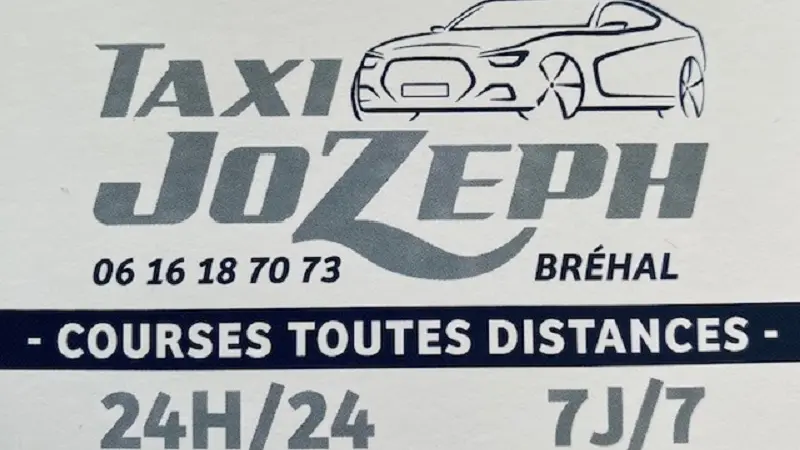 TAXI
JOZEPH
06 16 18 70 73 BRÉHAL
- COURSES TOUTES DISTANCES -
24H/24 7J/7